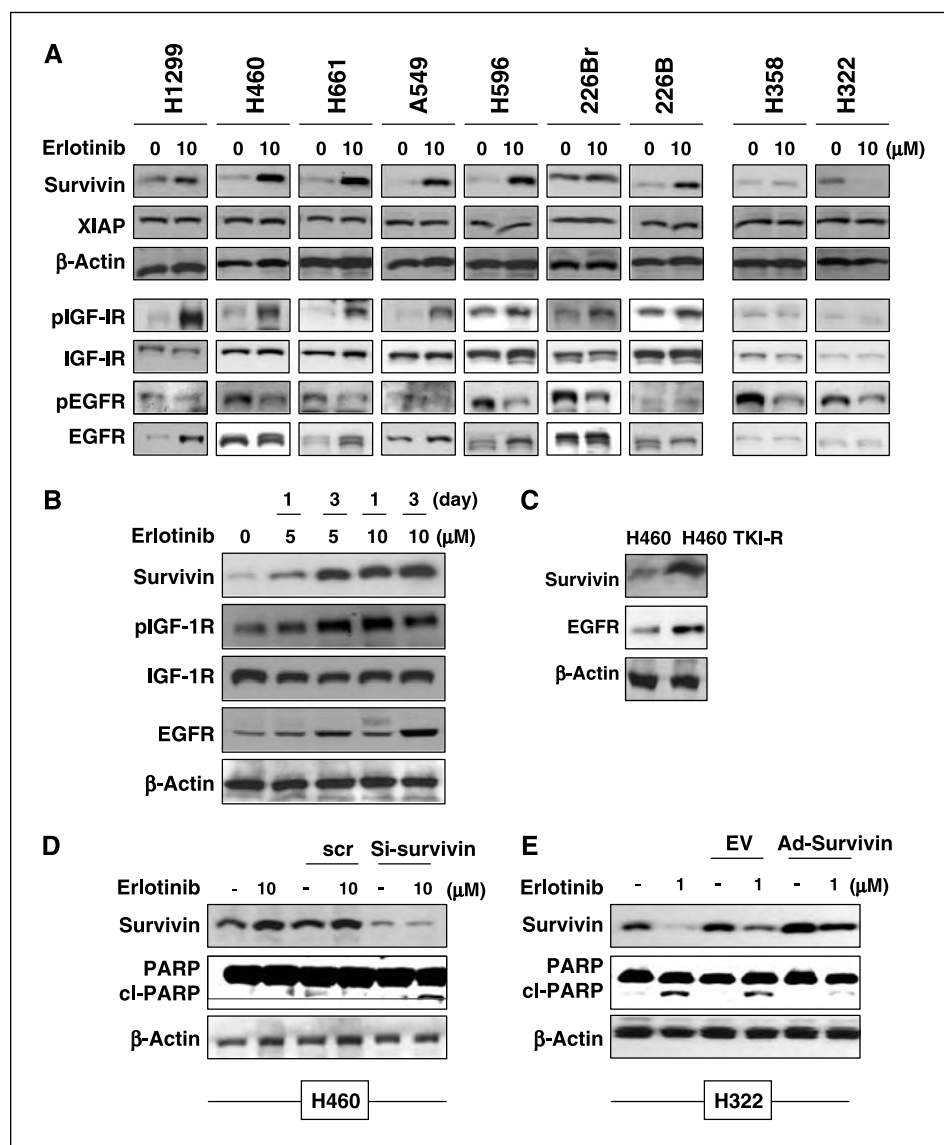 A
H1299 H460 H661 A549 H596 226Br 226B H358 H322
Erlotinib 0 10 0 10 0 10 0 10 0 10 0 10 0 10 0 10 0 10 (μM)
Survivin
XIAP
β-Actin
pIGF-IR
IGF-IR
pEGFR
EGFR
B
1 3 1 3 (day)
Erlotinib 0 5 5 10 10 (μM)
Survivin
pIGF-1R
IGF-1R
EGFR
β-Actin
C
H460 H460 TKI-R
Survivin
EGFR
β-Actin
D
scr Si-survivin
Erlotinib - 10 - 10 - 10 (μM)
Survivin
PARP
cl-PARP
β-Actin
H460
E
EV Ad-Survivin
Erlotinib - 1 - 1 - 1 (μM)
Survivin
PARP
cl-PARP
β-Actin
H322